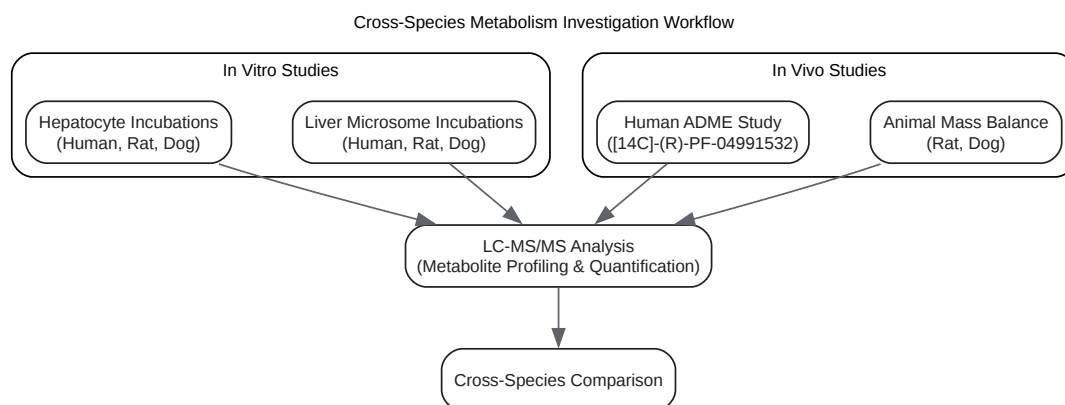 Cross-Species Metabolism Investigation Workflow
In Vitro Studies
In Vivo Studies
Hepatocyte Incubations
(Human, Rat, Dog)
Liver Microsome Incubations
(Human, Rat, Dog)
Human ADME Study
([14C]-(R)-PF-04991532)
Animal Mass Balance
(Rat, Dog)
LC-MS/MS Analysis
(Metabolite Profiling & Quantification)
Cross-Species Comparison